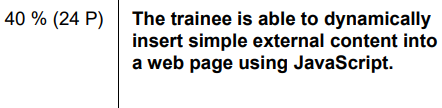 40 % (24 P) The trainee is able to dynamically
insert simple external content into
a web page using JavaScript.